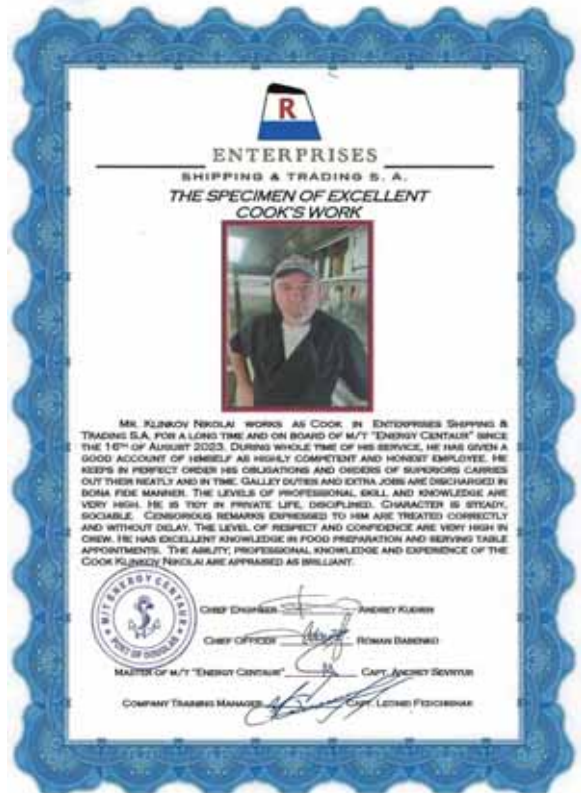 R
ENTERPRISES
SHIPPING & TRADING S. A.
THE SPECIMEN OF EXCELLENT
COOK'S WORK
MR. KLINKOV NIKOLAI WORKS AS COOK IN ENTERPRISES SHIPPING &
TRADING S.A. FOR A LONG TIME AND ON BOARD OF M/T "ENERGY CENTAUR" SINCE
THE 16TH OF AUGUST 2023. DURING WHOLE TIME OF HIS SERVICE, HE HAS GIVEN A
GOOD ACCOUNT OF HIMSELF AS HIGHLY COMPETENT AND HONEST EMPLOYEE. HE
KEEPS IN PERFECT ORDER HIS OBLIGATIONS AND ORDERS OF SUPERIORS CARRIES
OUT THEIR NEATLY AND IN TIME. GALLEY DUTIES AND EXTRA JOBS ARE DISCHARGED IN
BONA FIDE MANNER. THE LEVELS OF PROFESSIONAL SKILL AND KNOWLEDGE ARE
VERY HIGH. HE IS TIDY IN PRIVATE LIFE, DISCIPLINED. CHARACTER IS STEADY,
SOCIABLE. CENSORIOUS REMARKS EXPRESSED TO HIM ARE TREATED CORRECTLY
AND WITHOUT DELAY. THE LEVEL OF RESPECT AND CONFIDENCE ARE VERY HIGH IN
CREW. HE HAS EXCELLENT KNOWLEDGE IN FOOD PREPARATION AND SERVING TABLE
APPOINTMENTS. THE ABILITY, PROFESSIONAL KNOWLEDGE AND EXPERIENCE OF THE
COOK KLINKOV NIKOLAI ARE APPRAISED AS BRILLIANT.
M/T ENERGY CENTAUR
PORT OF DOUGLAS
CHIEF ENGINEER ANDREY
CHIEF OFFICER ROMAN BABENKO
MASTER OF M/T "ENERGY CENTAUR" CAPT. ANDREY SEVRYUK
COMPANY TRAINING MANAGER CAPT. LEONID